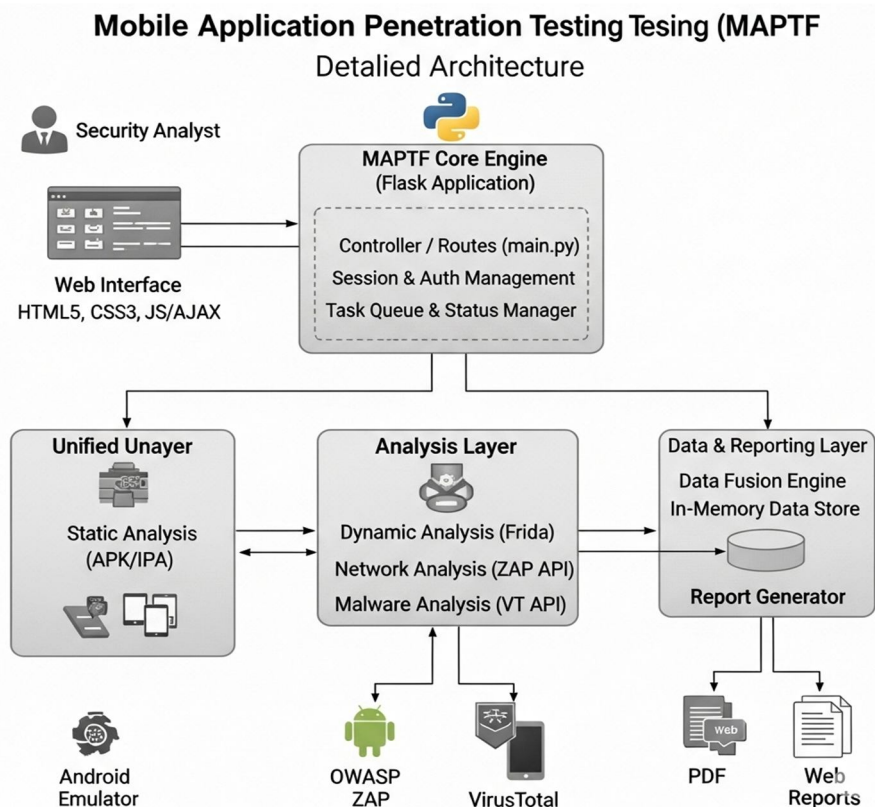 Mobile Application Penetration Testing Tesing (MAPTF
Detalied Architecture
Security Analyst
MAPTF Core Engine
(Flask Application)
Controller / Routes (main.py)
Session & Auth Management
Task Queue & Status Manager
Web Interface
HTML5, CSS3, JS/AJAX
Unified Unayer
Static Analysis
(APK/IPA)
Analysis Layer
Dynamic Analysis (Frida)
Network Analysis (ZAP API)
Malware Analysis (VT API)
Data & Reporting Layer
Data Fusion Engine
In-Memory Data Store
Report Generator
Android
Emulator
OWASP
ZAP
VirusTotal
Web
PDF
Web
Reports